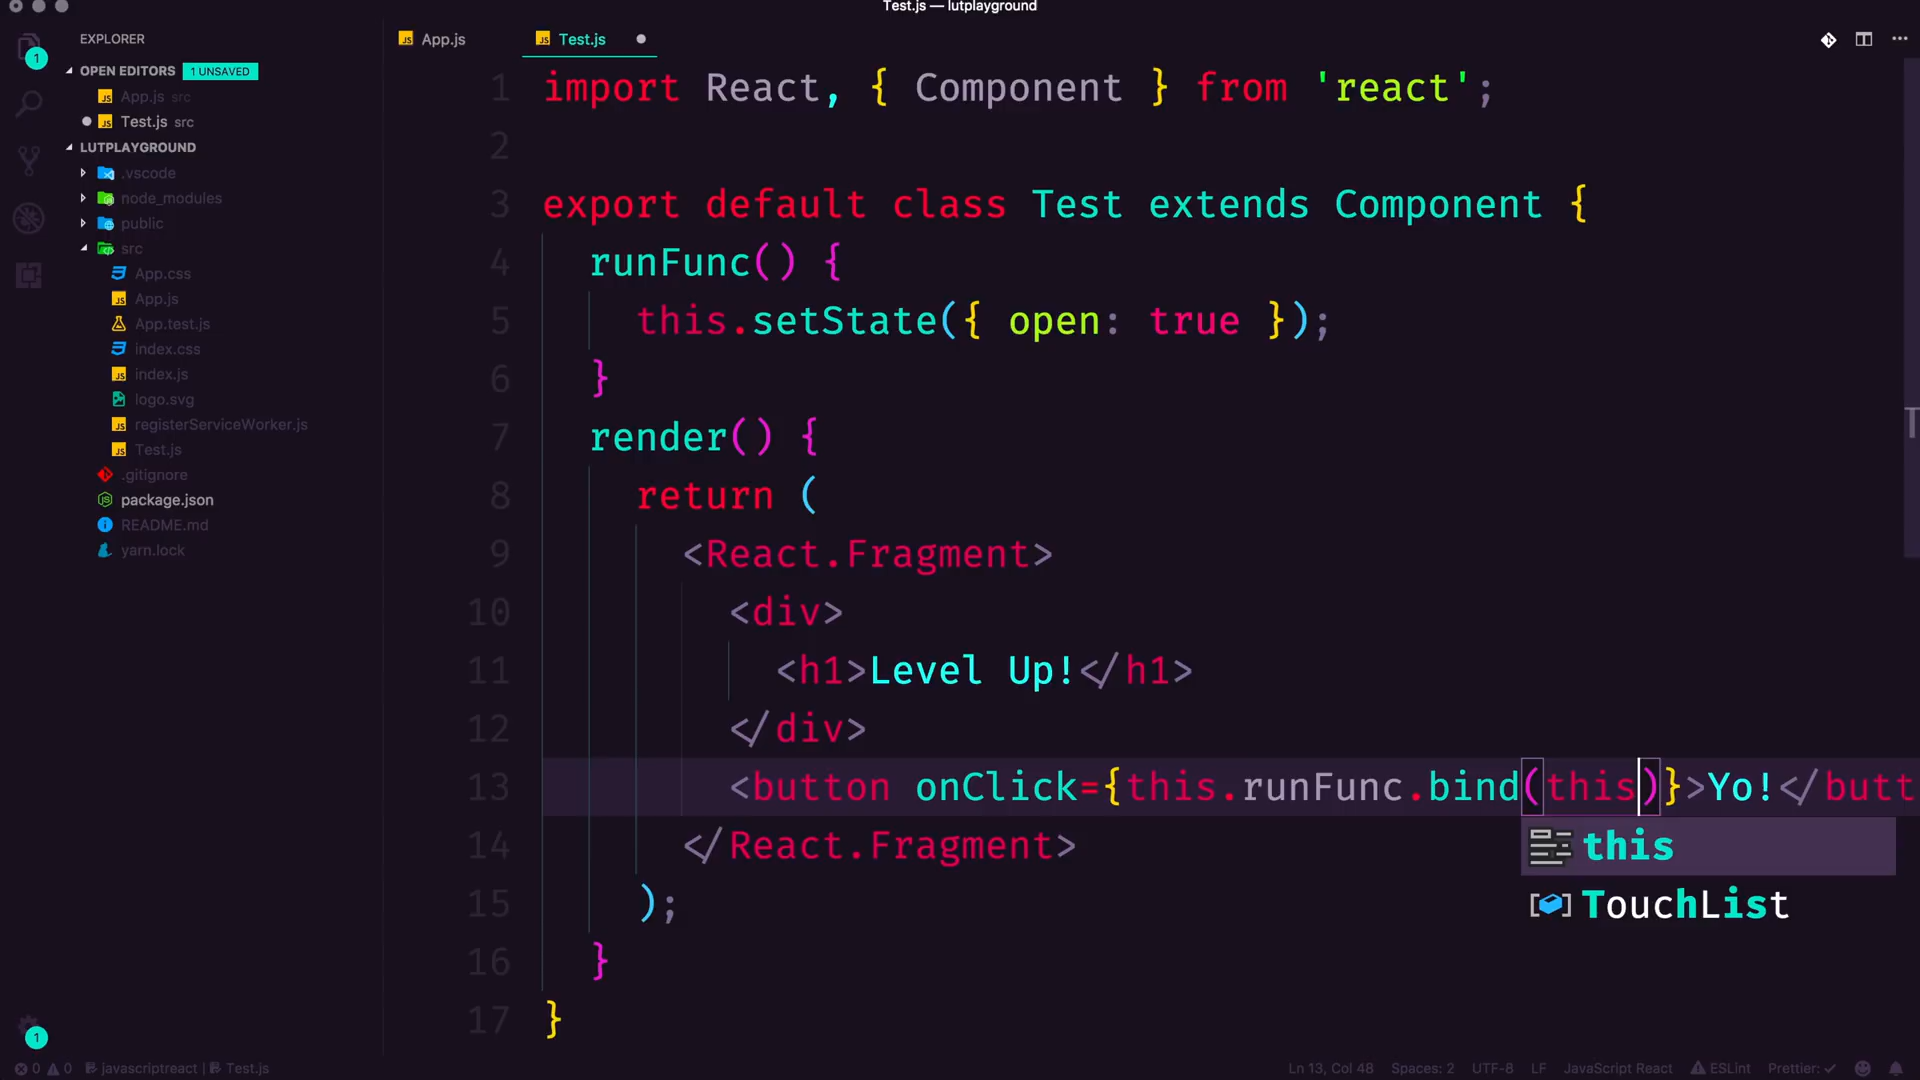 Test.js — lutplayground
EXPLORER
OPEN EDITORS 1 UNSAVED
App.js src
Test.js src
LUTPLAYGROUND
.vscode
node_modules
public
src
App.css
App.js
App.test.js
index.css
index.js
logo.svg
registerServiceWorker.js
Test.js
.gitignore
package.json
README.md
yarn.lock
1
1
App.js Test.js
1 import React, { Component } from 'react';
2
3 export default class Test extends Component {
4 runFunc() {
5 this.setState({ open: true });
6 }
7 render() {
8 return (
9 <React.Fragment>
10 <div>
11 <h1>Level Up!</h1>
12 </div>
13 <button onClick={this.runFunc.bind(this)}>Yo!</butt
14 </React.Fragment>
15 );
16 }
17 }
this
TouchList
0 0 javascriptreact | Test.js
Ln 13, Col 48 Spaces: 2 UTF-8 LF JavaScript React ESLint Prettier: ✓